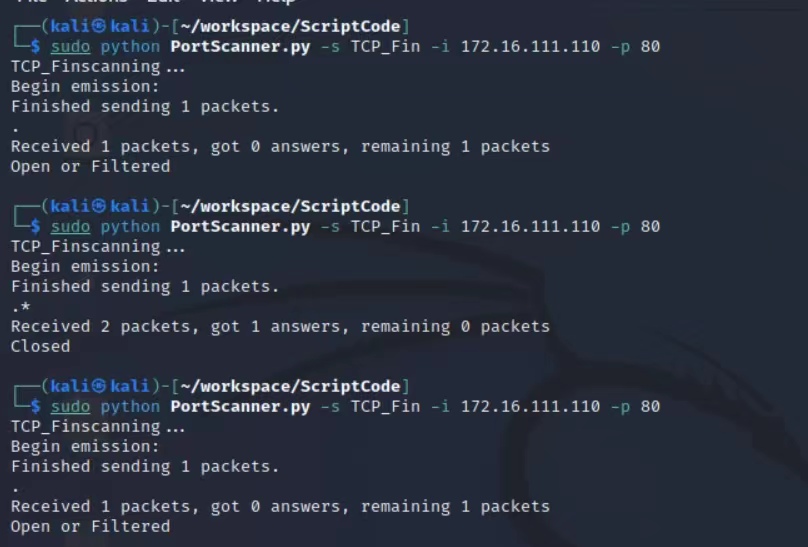 ┌──(kali㉿kali)-[~/workspace/ScriptCode]
└─$ sudo python PortScanner.py -s TCP_Fin -i 172.16.111.110 -p 80
TCP_Finscanning ...
Begin emission:
Finished sending 1 packets.
.
Received 1 packets, got 0 answers, remaining 1 packets
Open or Filtered
┌──(kali㉿kali)-[~/workspace/ScriptCode]
└─$ sudo python PortScanner.py -s TCP_Fin -i 172.16.111.110 -p 80
TCP_Finscanning ...
Begin emission:
Finished sending 1 packets.
.*
Received 2 packets, got 1 answers, remaining 0 packets
Closed
┌──(kali㉿kali)-[~/workspace/ScriptCode]
└─$ sudo python PortScanner.py -s TCP_Fin -i 172.16.111.110 -p 80
TCP_Finscanning ...
Begin emission:
Finished sending 1 packets.
.
Received 1 packets, got 0 answers, remaining 1 packets
Open or Filtered